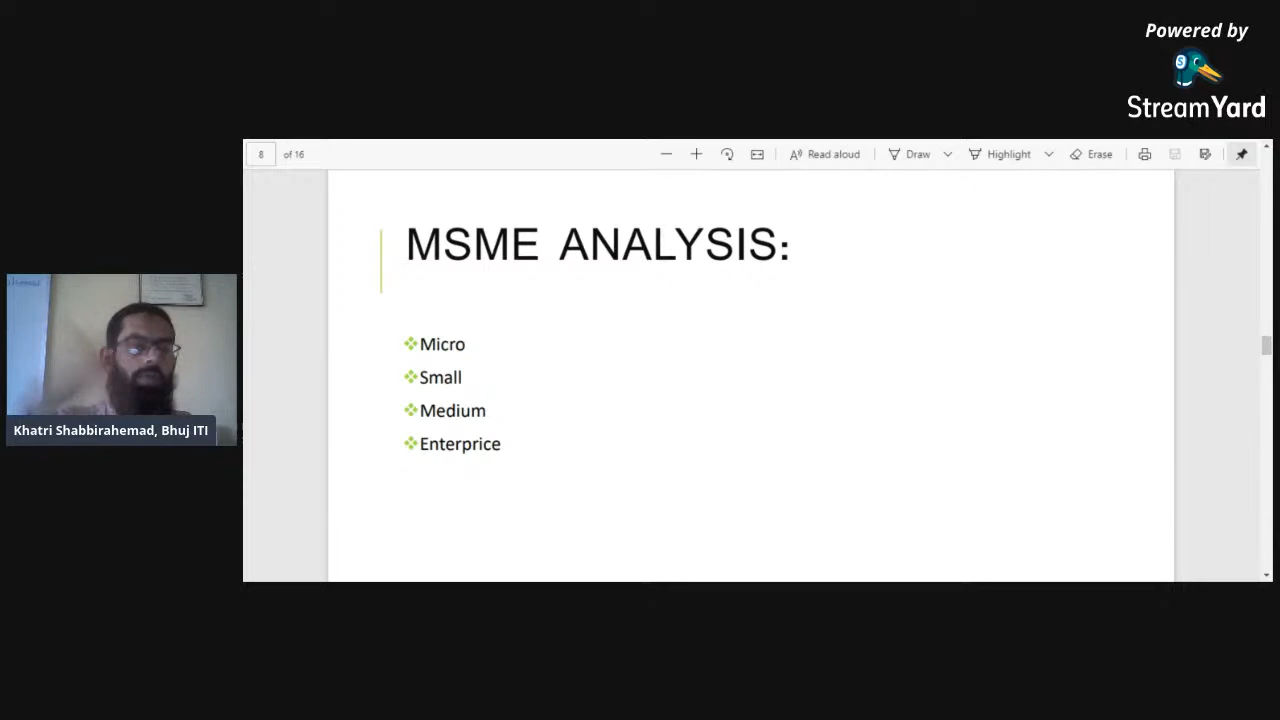 Powered by
StreamYard
8 of 16
Read aloud
Draw
Highlight
Erase
MSME ANALYSIS:
Micro
Small
Medium
Enterprice
Khatri Shabbirahemad, Bhuj ITI